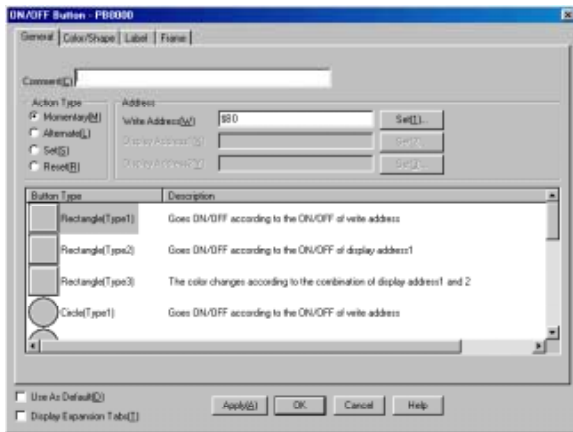 ON/OFF Button - PB0000
General Color/Shape Label Frame
Comment(C)
Action Type
Momentary(M)
Alternate(L)
Set(S)
Reset(R)
Address
Write Address(W) $B0 Set(1)...
Display Address1(X) Set(2)...
Display Address2(Y) Set(3)...
Button Type Description
Rectangle(Type1) Goes ON/OFF according to the ON/OFF of write address
Rectangle(Type2) Goes ON/OFF according to the ON/OFF of display address1
Rectangle(Type3) The color changes according to the combination of display address1 and 2
Circle(Type1) Goes ON/OFF according to the ON/OFF of write address
Use As Default(D)
Display Expansion Tabs(T)
Apply(A) OK Cancel Help